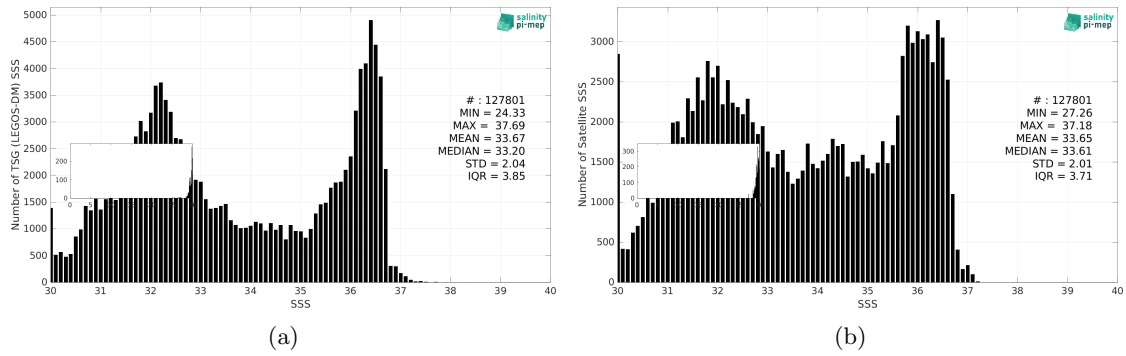 salinity
pi-mep
Number of TSG (LEGOS-DM) SSS
5000
4500
4000
3500
3000
2500
2000
1500
1000
500
0
# : 127801
MIN = 24.33
MAX = 37.69
MEAN = 33.67
MEDIAN = 33.20
STD = 2.04
IQR = 3.85
200
100
0
0
5
30 31 32 33 34 35 36 37 38 39 40
SSS
(a)
salinity
pi-mep
Number of Satellite SSS
3000
2500
2000
1500
1000
500
0
# : 127801
MIN = 27.26
MAX = 37.18
MEAN = 33.65
MEDIAN = 33.61
STD = 2.01
IQR = 3.71
300
200
100
0
0
30 31 32 33 34 35 36 37 38 39 40
SSS
(b)